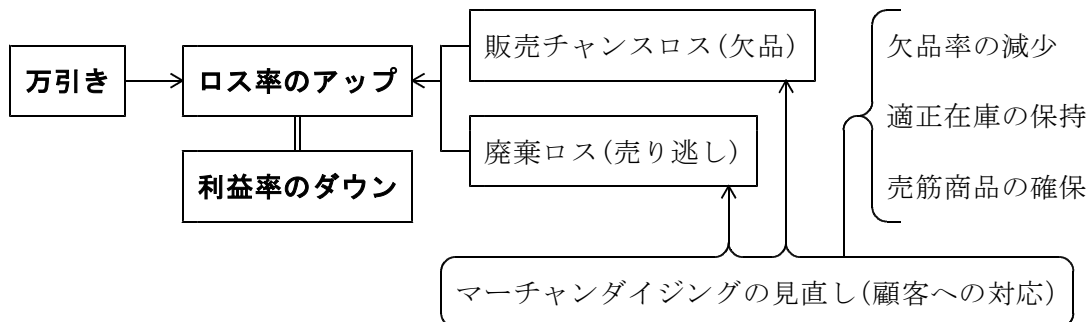 万引き
ロス率のアップ
利益率のダウン
販売チャンスロス(欠品)
廃棄ロス(売り逃し)
欠品率の減少
適正在庫の保持
売筋商品の確保
マーチャンダイジングの見直し(顧客への対応)